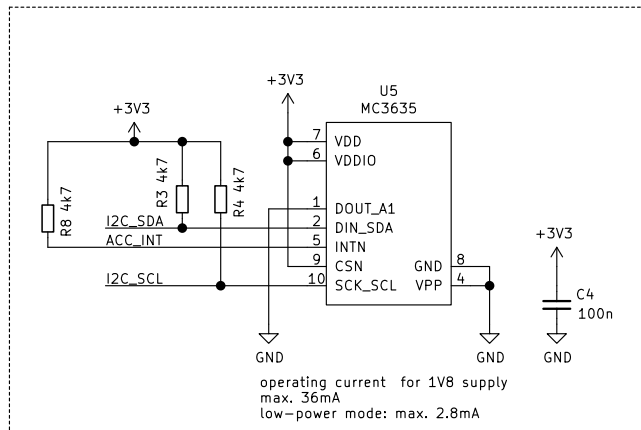 U5
MC3635
+3V3
+3V3
7 VDD
6 VDDIO
R8 4k7
R3 4k7
R4 4k7
1 DOUT_A1
I2C_SDA 2 DIN_SDA
ACC_INT 5 INTN
9 CSN GND 8
I2C_SCL 10 SCK_SCL VPP 4
+3V3
C4
100n
GND
GND
GND
operating current for 1V8 supply
max. 36mA
low-power mode: max. 2.8mA